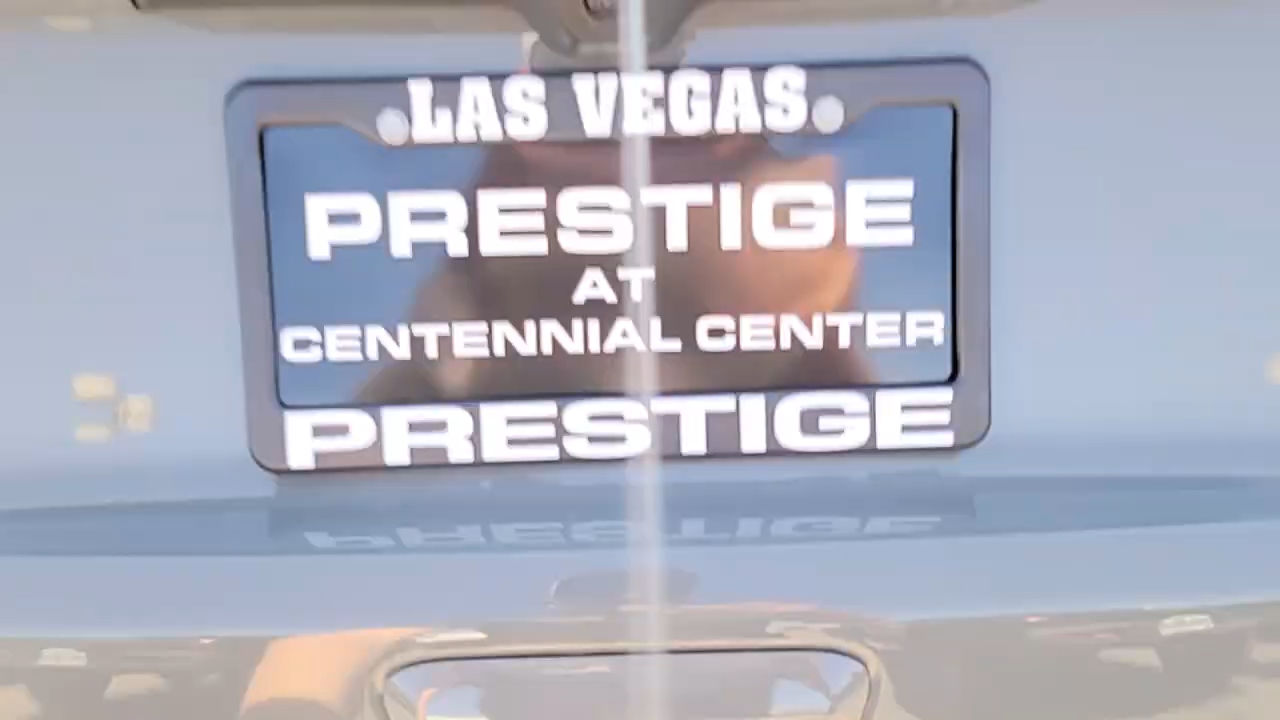 LAS VEGAS
PRESTIGE
AT
CENTENNIAL CENTER
PRESTIGE